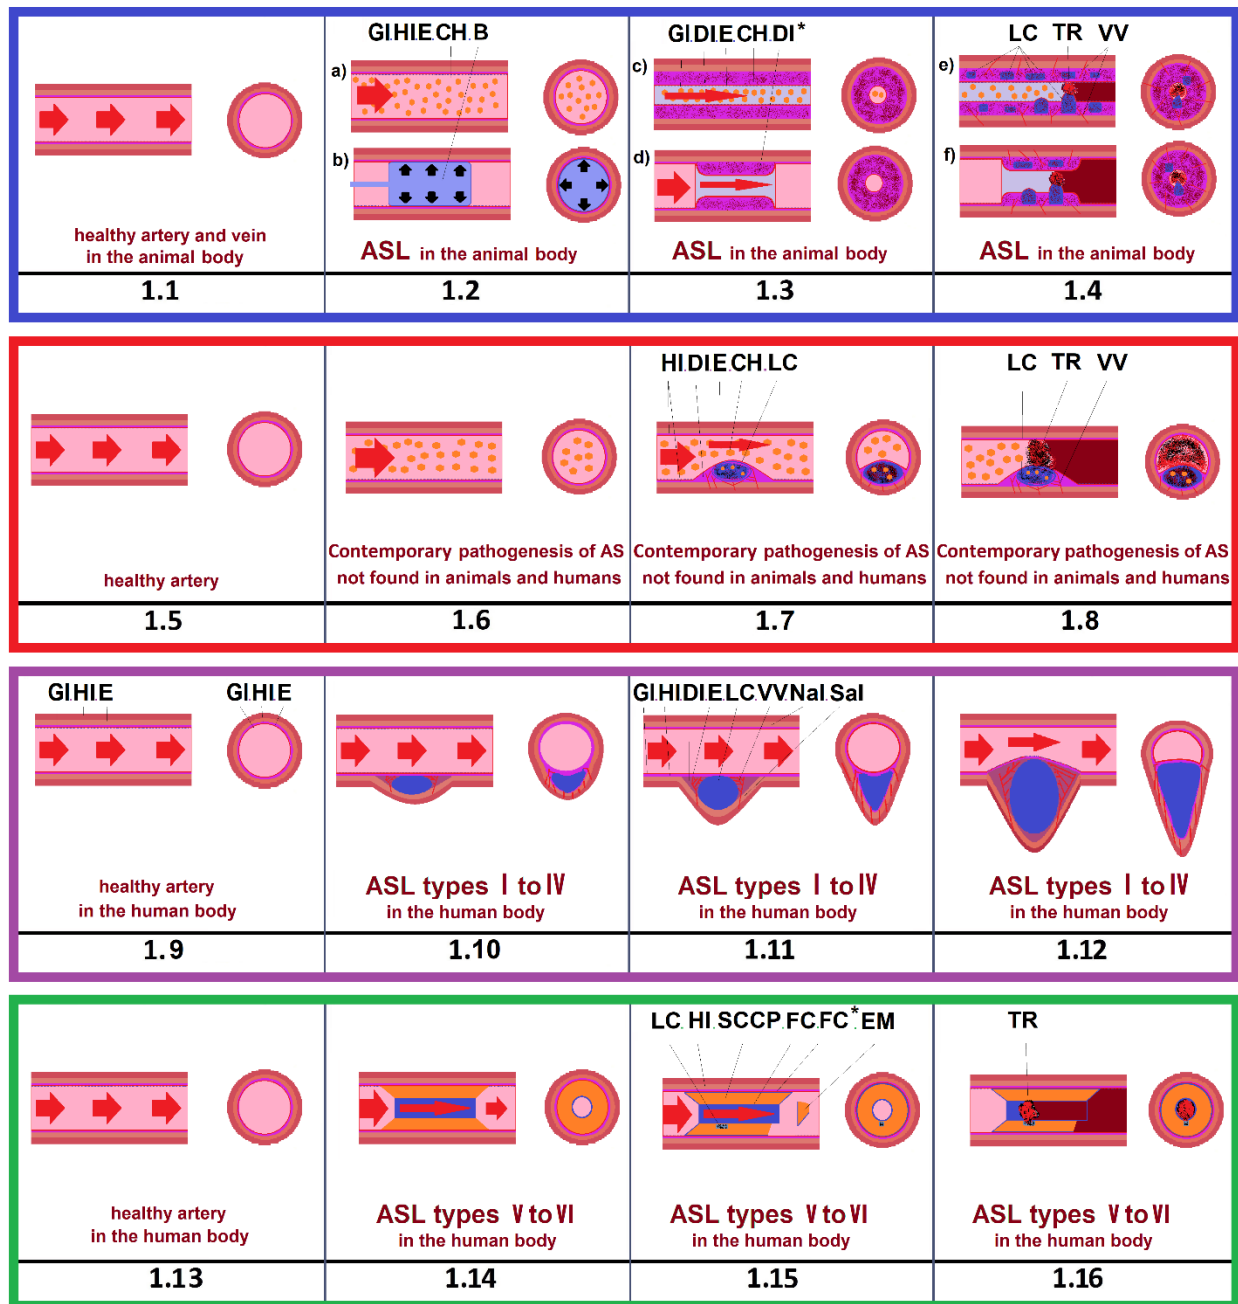 GI.HI.E.CH.B
GI.DI.E.CH.DI*
LC TR VV
a)
c)
e)
b)
d)
f)
healthy artery and vein
in the animal body
ASL in the animal body
ASL in the animal body
ASL in the animal body
1.1
1.2
1.3
1.4
HI.DI.E.CH.LC
LC TR VV
healthy artery
Contemporary pathogenesis of AS
not found in animals and humans
Contemporary pathogenesis of AS
not found in animals and humans
Contemporary pathogenesis of AS
not found in animals and humans
1.5
1.6
1.7
1.8
GI.HI.E
GI.HI.E
GI.HI.DI.E.LC.VV.NaI.SaI
healthy artery
in the human body
ASL types I to IV
in the human body
ASL types I to IV
in the human body
ASL types I to IV
in the human body
1.9
1.10
1.11
1.12
LC.HI.SCCP.FC.FC*.EM
TR
healthy artery
in the human body
ASL types V to VI
in the human body
ASL types V to VI
in the human body
ASL types V to VI
in the human body
1.13
1.14
1.15
1.16